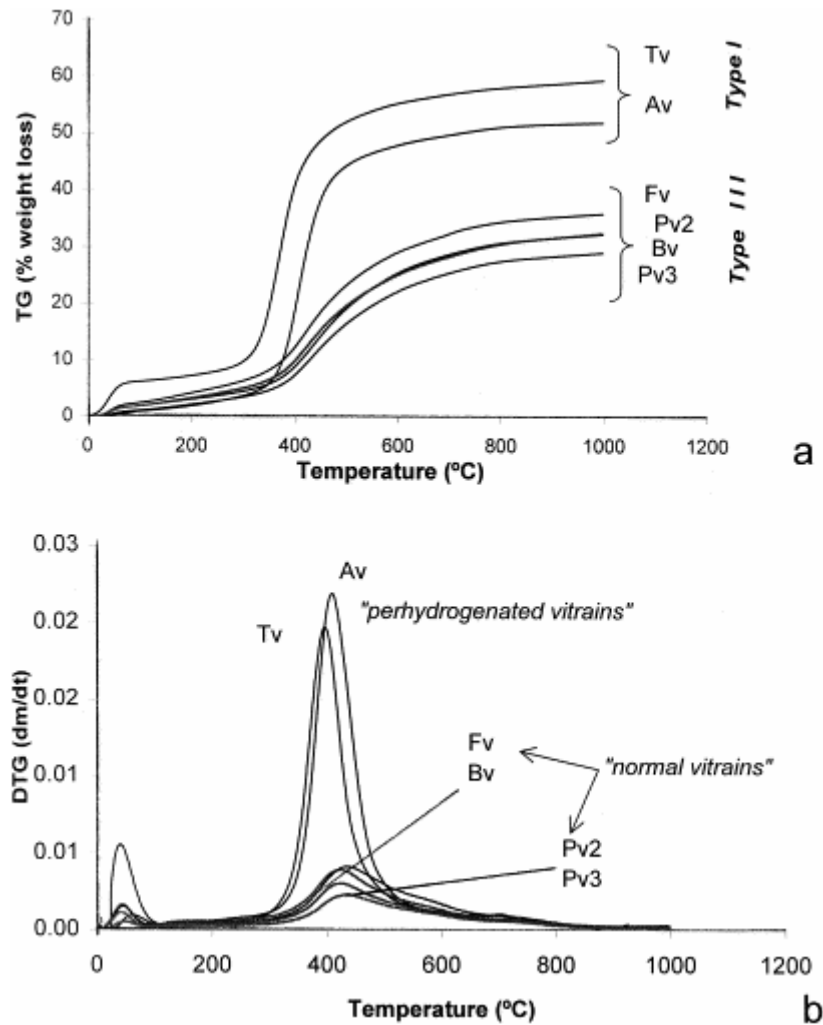 70
60
50
40
30
20
10
0
TG (% weight loss)
0 200 400 600 800 1000 1200
Temperature (ºC)
Tv
Av
Type I
Fv
Pv2
Bv
Pv3
Type III
a
0.03
0.02
0.02
0.01
0.01
0.00
DTG (dm/dt)
Av
"perhydrogenated vitrains"
Tv
Fv
Bv
"normal vitrains"
Pv2
Pv3
0 200 400 600 800 1000 1200
Temperature (ºC)
b